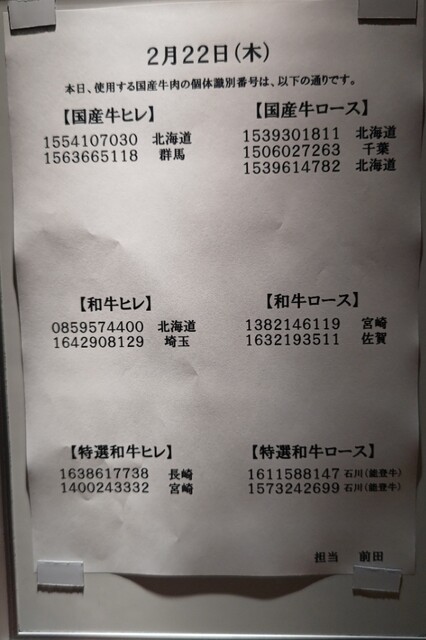 2月22日(木)
本日、使用する国産牛肉の個体識別番号は、以下の通りです。
【国産牛ヒレ】
1554107030 北海道
1563665118 群馬
【国産牛ロース】
1539301811 北海道
1506027263 千葉
1539614782 北海道
【和牛ヒレ】
0859574400 北海道
1642908129 埼玉
【和牛ロース】
1382146119 宮崎
1632193511 佐賀
【特選和牛ヒレ】
1638617738 長崎
1400243332 宮崎
【特選和牛ロース】
1611588147 石川(能登牛)
1573242699 石川(能登牛)
担当 前田